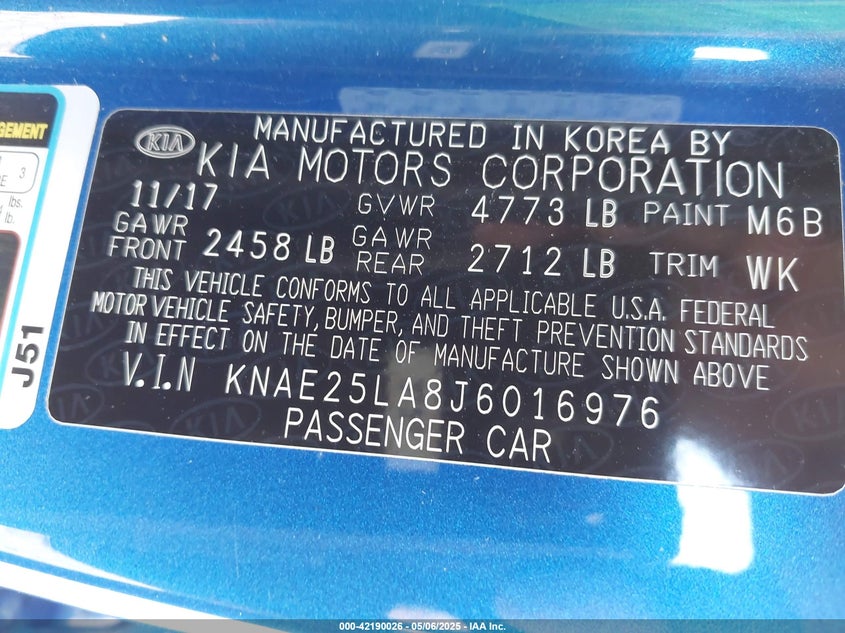 GEMENT
3
E
lbs.
lb.
J51
KIA
MANUFACTURED IN KOREA BY
KIA MOTORS CORPORATION
11/17 GVWR 4773 LB PAINT M6B
GAWR FRONT 2458 LB GAWR REAR 2712 LB TRIM WK
THIS VEHICLE CONFORMS TO ALL APPLICABLE U.S.A. FEDERAL
MOTOR VEHICLE SAFETY, BUMPER, AND THEFT PREVENTION STANDARDS
IN EFFECT ON THE DATE OF MANUFACTURE SHOWN ABOVE
V.I.N KNAE25LA8J6016976
PASSENGER CAR
000-42190026 - 05/06/2025 - IAA Inc.